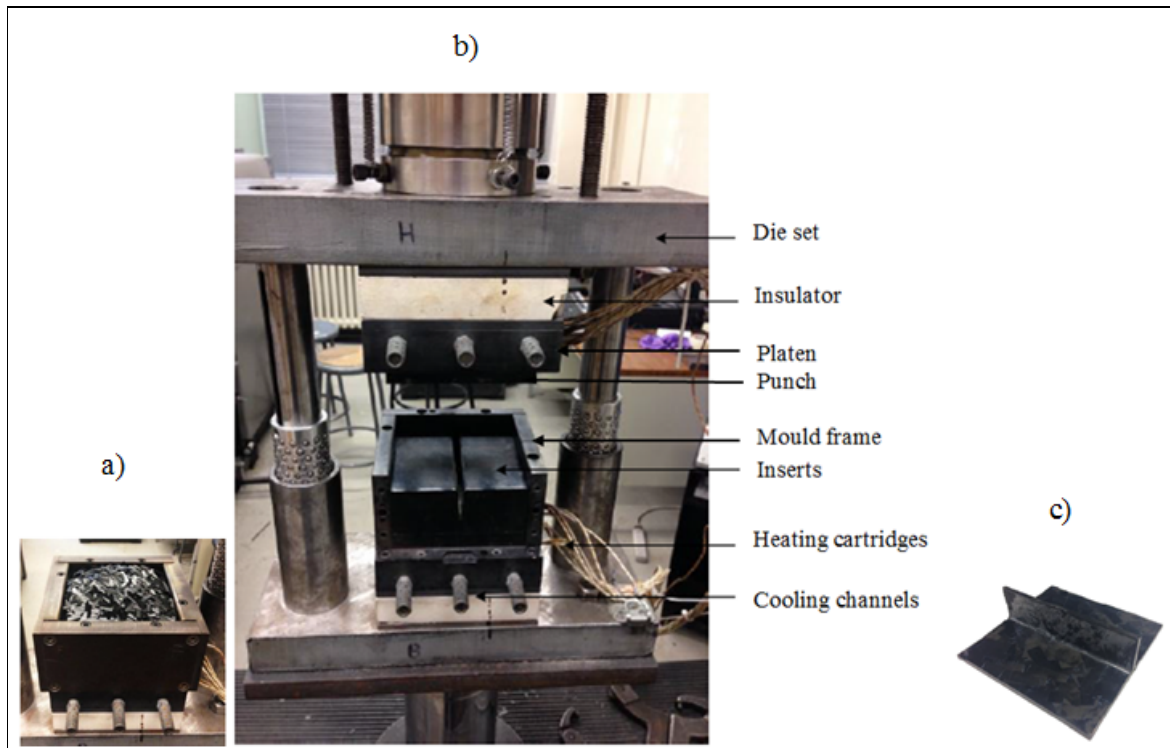 b)
H
Die set
Insulator
Platen
Punch
Mould frame
a)
Inserts
c)
Heating cartridges
Cooling channels
B